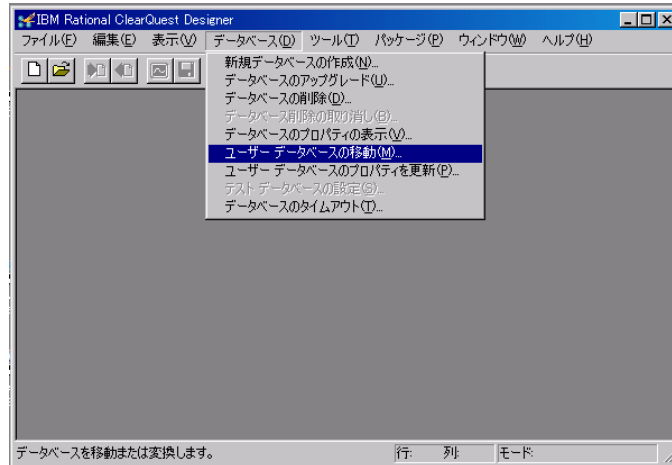 IBM Rational ClearQuest Designer
ファイル(F) 編集(E) 表示(V) データベース(D) ツール(T) パッケージ(P) ウィンドウ(W) ヘルプ(H)
新規データベースの作成(N)...
データベースのアップグレード(U)...
データベースの削除(D)...
データベース削除の取り消し(B)...
データベースのプロパティの表示(V)...
ユーザー データベースの移動(M)...
ユーザー データベースのプロパティを更新(P)...
テスト データベースの設定(S)...
データベースのタイムアウト(T)...
データベースを移動または変換します。 行: 列: モード: